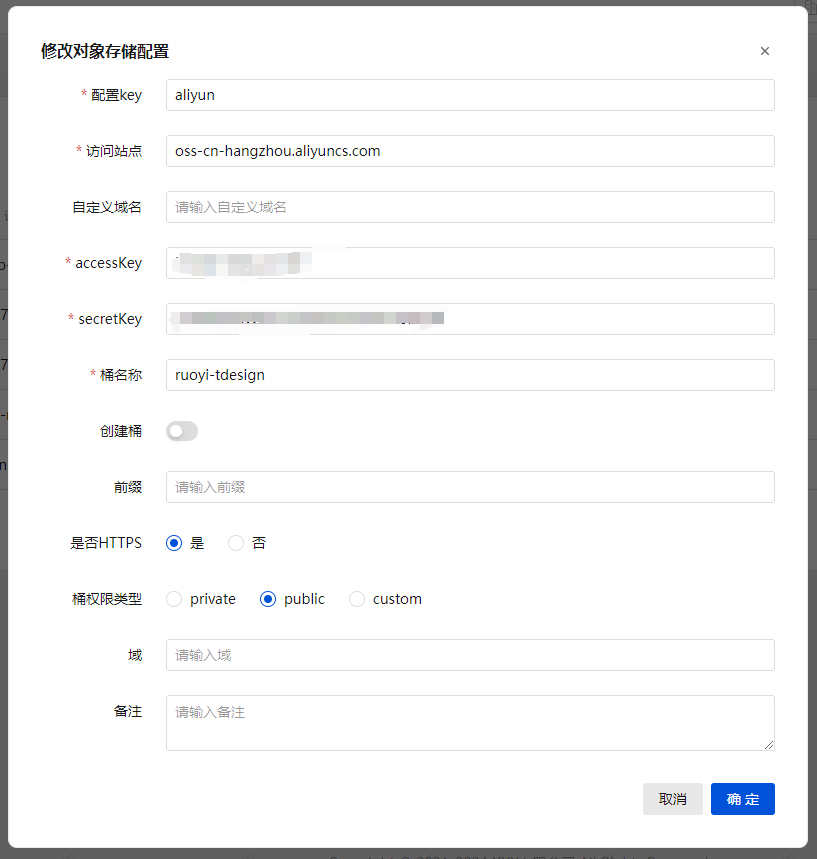 修改对象存储配置
* 配置key
aliyun
* 访问站点
oss-cn-hangzhou.aliyuncs.com
自定义域名
请输入自定义域名
* accessKey
* secretKey
* 桶名称
ruoyi-tdesign
创建桶
前缀
请输入前缀
是否HTTPS
是 否
桶权限类型
private public custom
域
请输入域
备注
请输入备注
取消 确 定